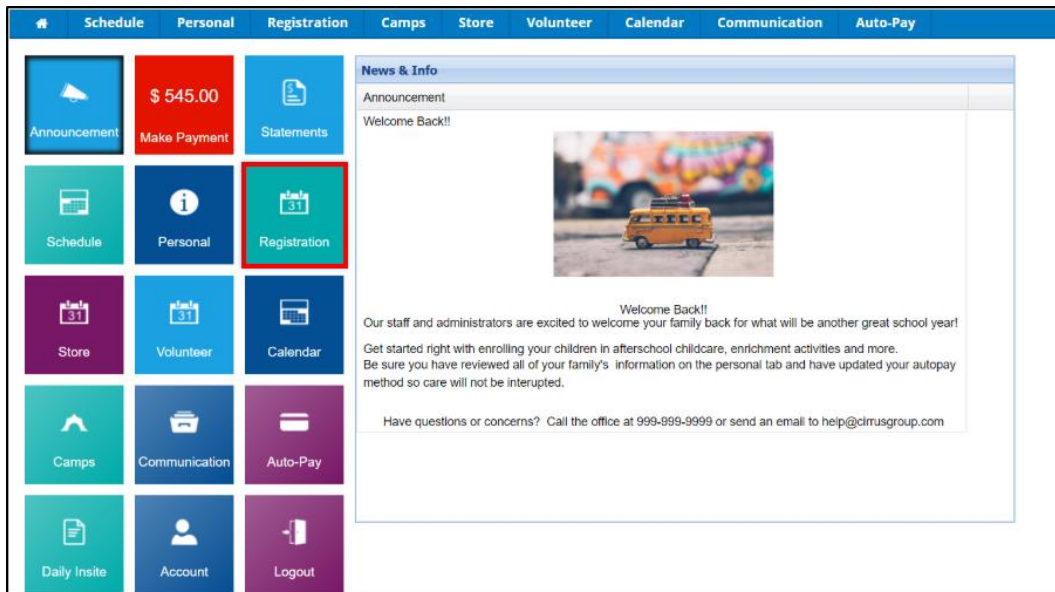 Schedule Personal Registration Camps Store Volunteer Calendar Communication Auto-Pay
Announcement
$ 545.00
Make Payment
Statements
Schedule
Personal
31
Registration
31
Store
31
Volunteer
Calendar
Camps
Communication
Auto-Pay
Daily Insite
Account
Logout
News & Info
Announcement
Welcome Back!!
Welcome Back!!
Our staff and administrators are excited to welcome your family back for what will be another great school year!
Get started right with enrolling your children in afterschool childcare, enrichment activities and more.
Be sure you have reviewed all of your family's information on the personal tab and have updated your autopay
method so care will not be interupted.
Have questions or concerns? Call the office at 999-999-9999 or send an email to help@cirrusgroup.com